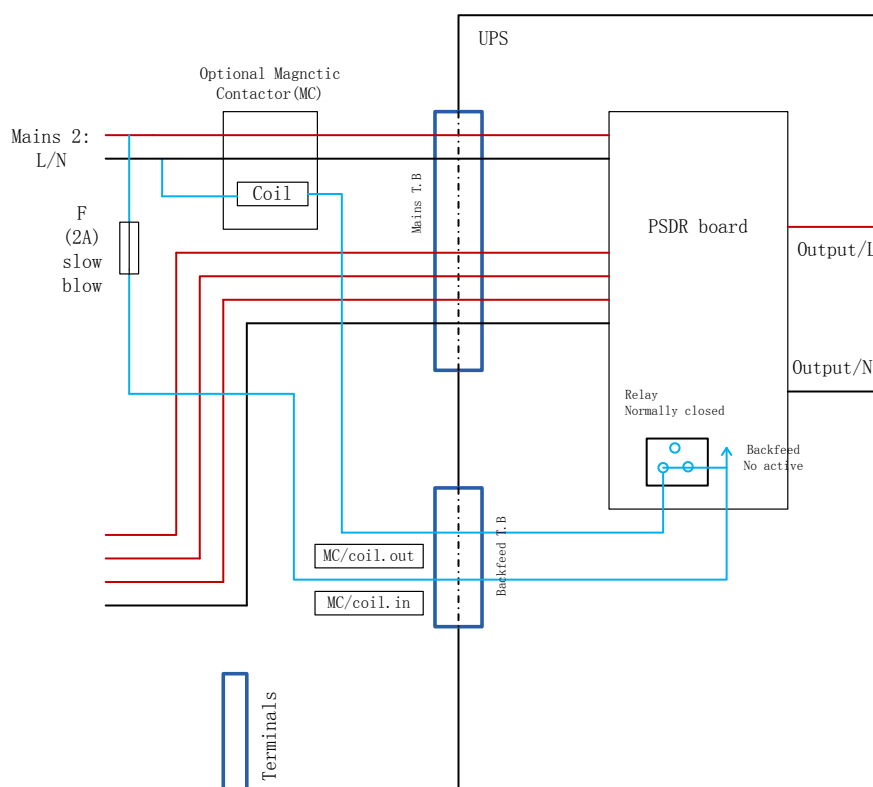 UPS
Optional Magnctic
Contactor(MC)
Mains 2:
L/N
Coil
Mains T.B
F
(2A)
slow
blow
PSDR board
Output/L
Output/N
Relay
Normally closed
Backfeed
No active
MC/coil.out
Backfeed T.B
MC/coil.in
Terminals